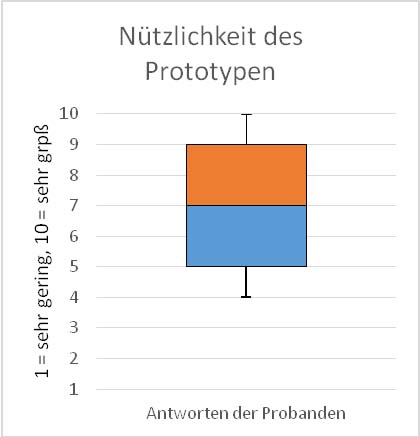 Nützlichkeit des
Prototypen
1 = sehr gering, 10 = sehr grpß
10
9
8
7
6
5
4
3
2
1
Antworten der Probanden